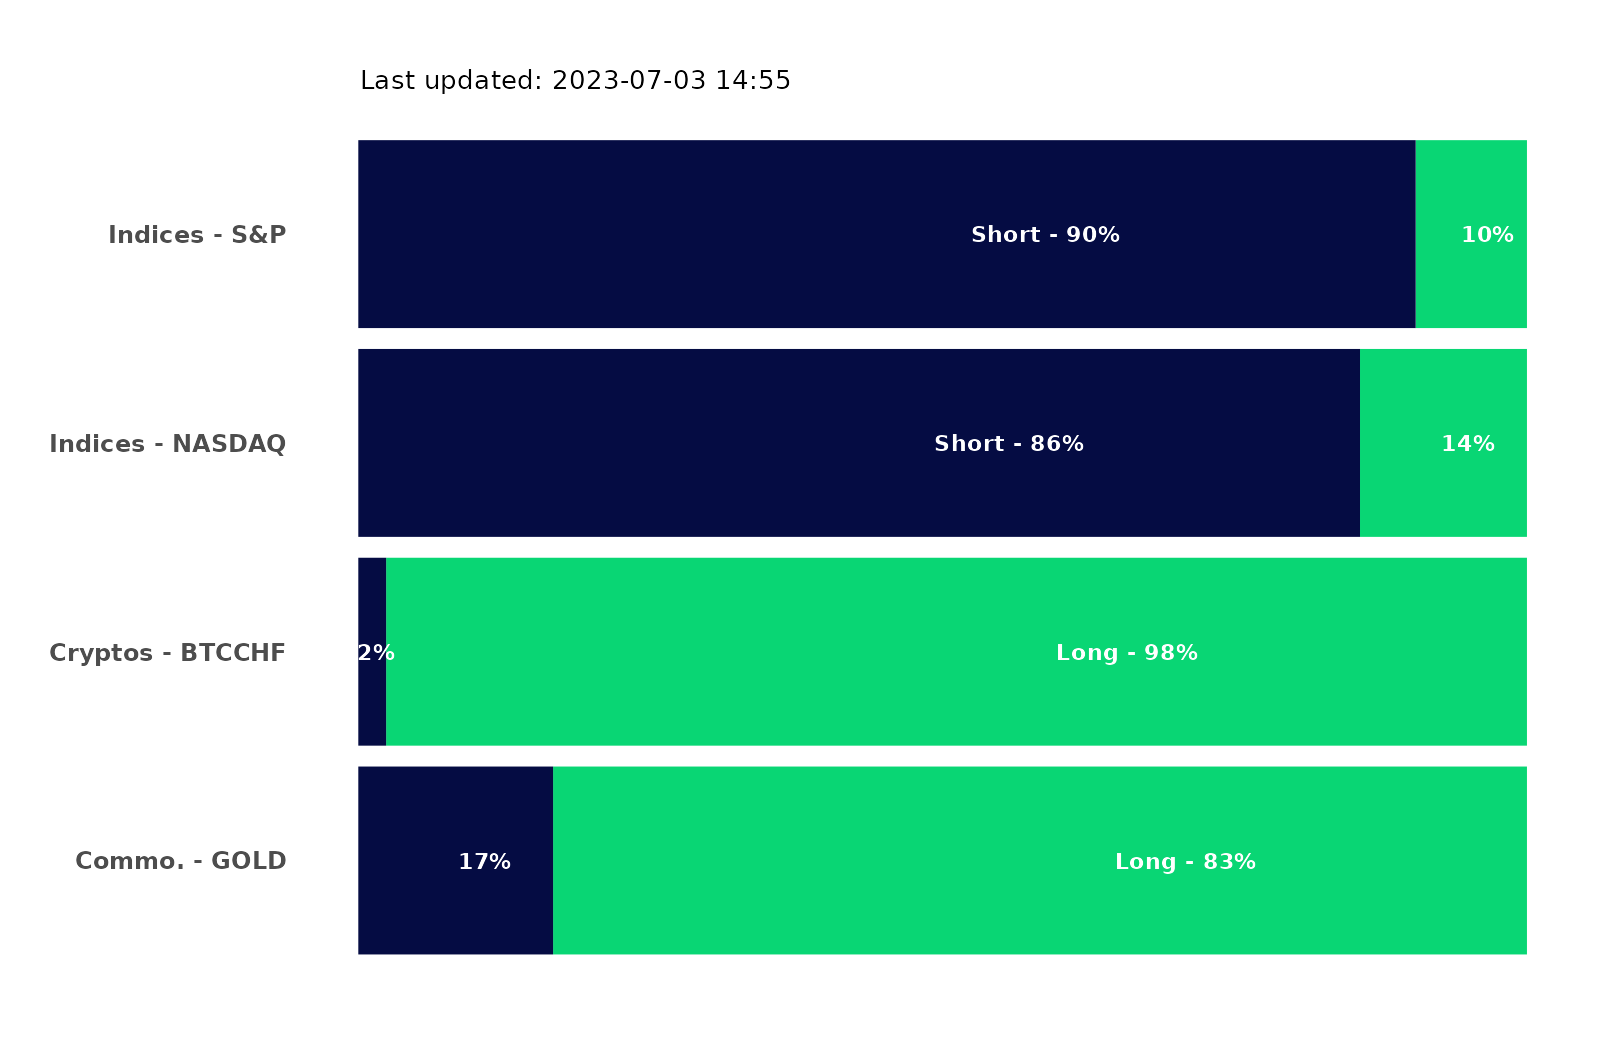 Last updated: 2023-07-03 14:55
Indices - S&P Short - 90% 10%
Indices - NASDAQ Short - 86% 14%
Cryptos - BTCCHF 2% Long - 98%
Commo. - GOLD 17% Long - 83%